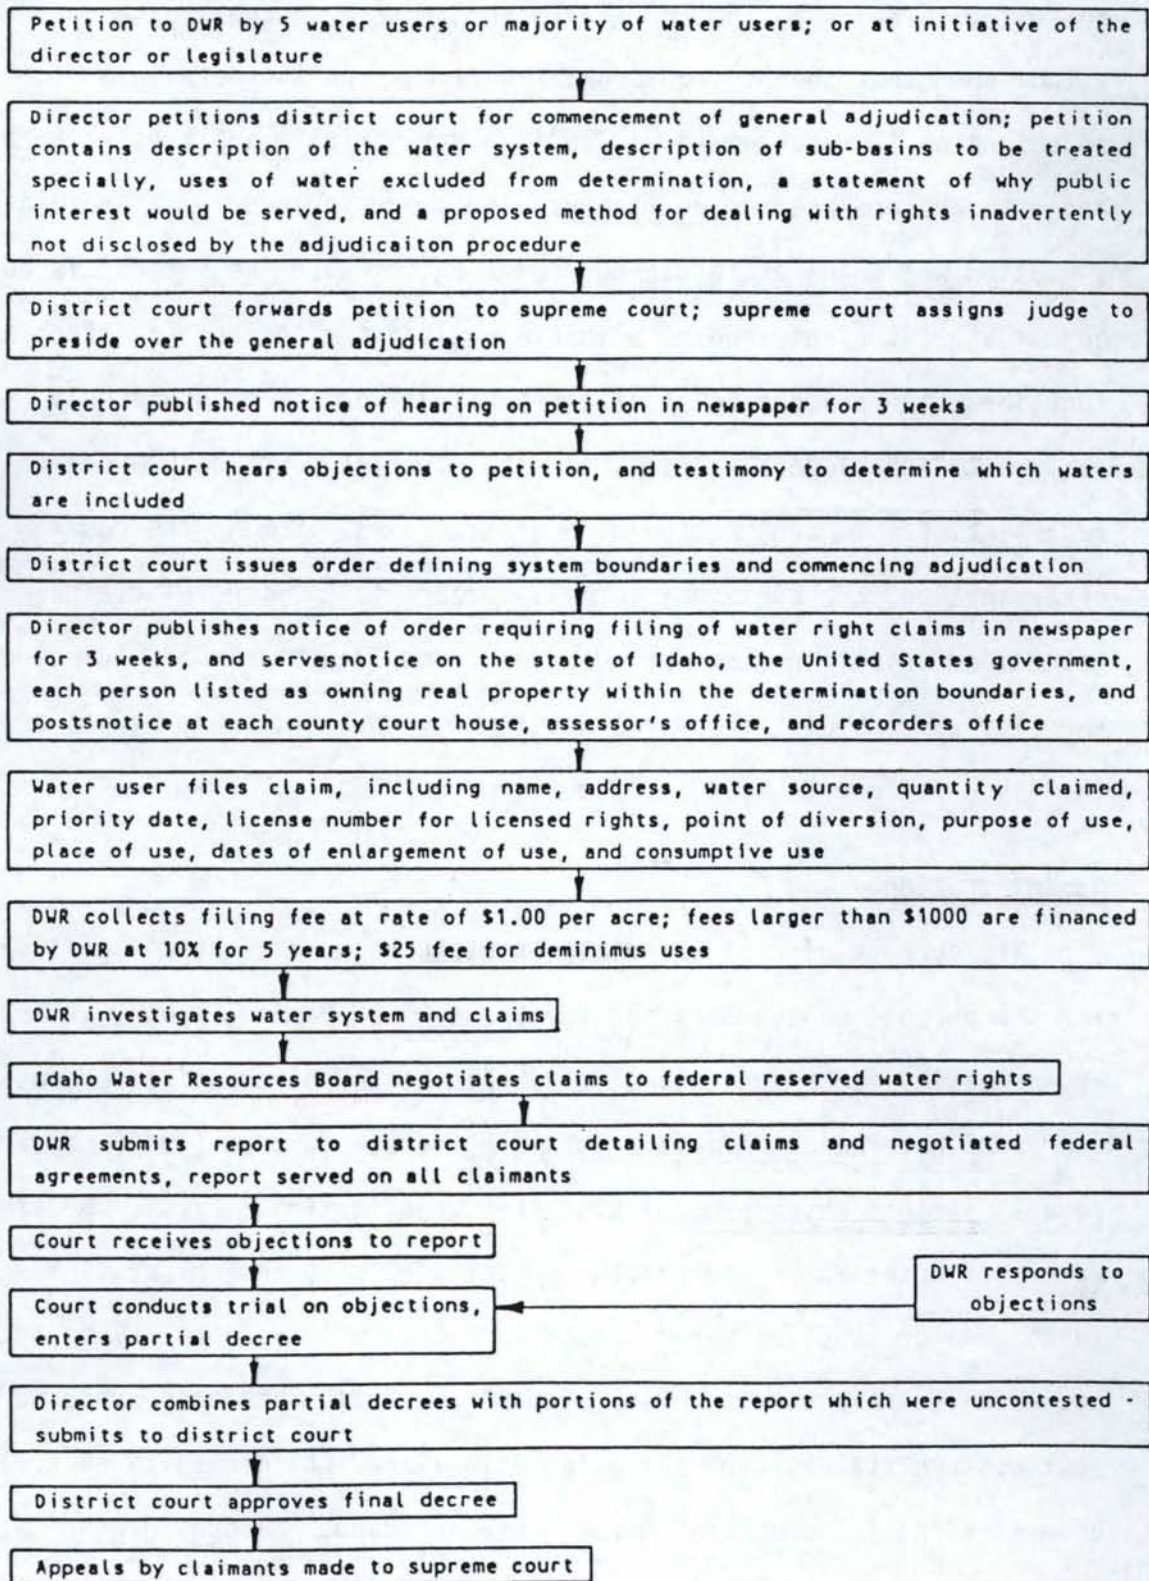 Petition to DWR by 5 water users or majority of water users; or at initiative of the
director or legislature
Director petitions district court for commencement of general adjudication; petition
contains description of the water system, description of sub-basins to be treated
specially, uses of water excluded from determination, a statement of why public
interest would be served, and a proposed method for dealing with rights inadvertently
not disclosed by the adjudicaiton procedure
District court forwards petition to supreme court; supreme court assigns judge to
preside over the general adjudication
Director published notice of hearing on petition in newspaper for 3 weeks
District court hears objections to petition, and testimony to determine which waters
are included
District court issues order defining system boundaries and commencing adjudication
Director publishes notice of order requiring filing of water right claims in newspaper
for 3 weeks, and servesnotice on the state of Idaho, the United States government,
each person listed as owning real property within the determination boundaries, and
postsnotice at each county court house, assessor's office, and recorders office
Water user files claim, including name, address, water source, quantity claimed,
priority date, license number for licensed rights, point of diversion, purpose of use,
place of use, dates of enlargement of use, and consumptive use
DWR collects filing fee at rate of $1.00 per acre; fees larger than $1000 are financed
by DWR at 10% for 5 years; $25 fee for deminimus uses
DWR investigates water system and claims
Idaho Water Resources Board negotiates claims to federal reserved water rights
DWR submits report to district court detailing claims and negotiated federal
agreements, report served on all claimants
Court receives objections to report
DWR responds to
objections
Court conducts trial on objections,
enters partial decree
Director combines partial decrees with portions of the report which were uncontested -
submits to district court
District court approves final decree
Appeals by claimants made to supreme court